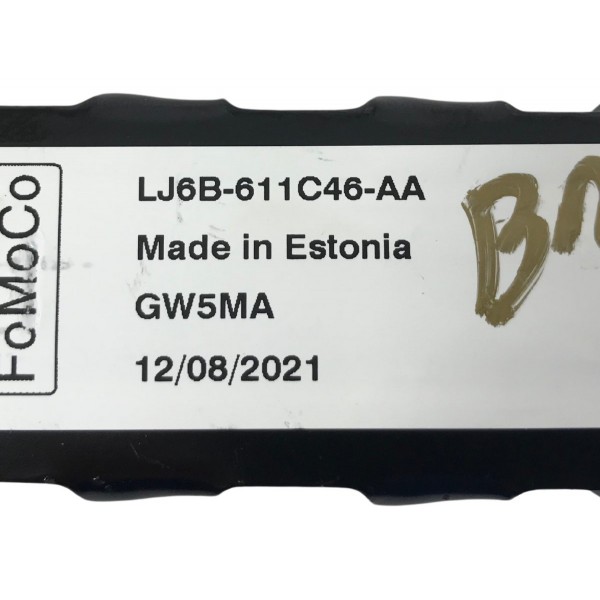 FoMoCo
LJ6B-611C46-AA
Made in Estonia
GW5MA
12/08/2021